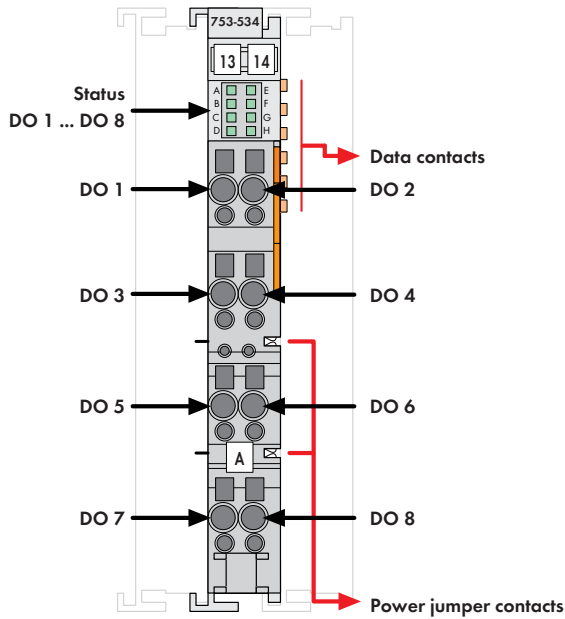 753-534
13 14
A E
B F
C G
D H
Status
DO 1 ... DO 8
Data contacts
DO 1
DO 2
DO 3
DO 4
DO 5
DO 6
A
DO 7
DO 8
Power jumper contacts